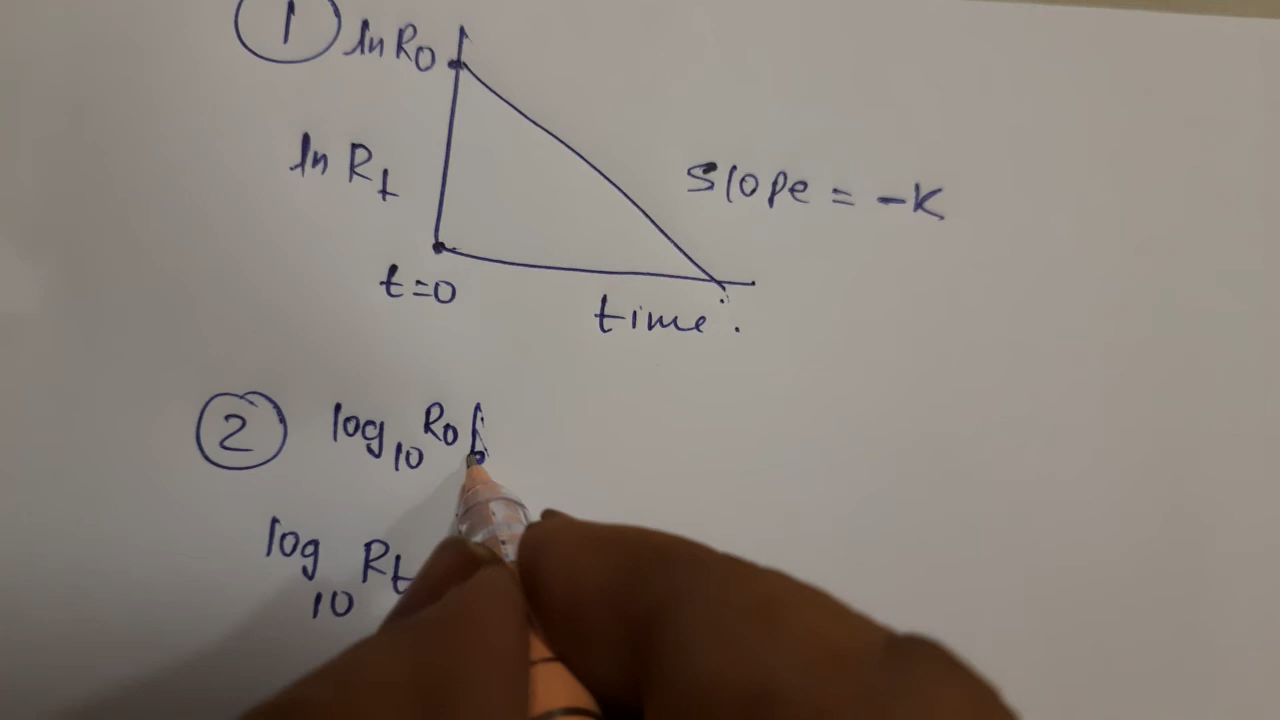 1 ln R0
ln Rt
slope = -K
t=0
time.
2 log10 R0
log10 Rt